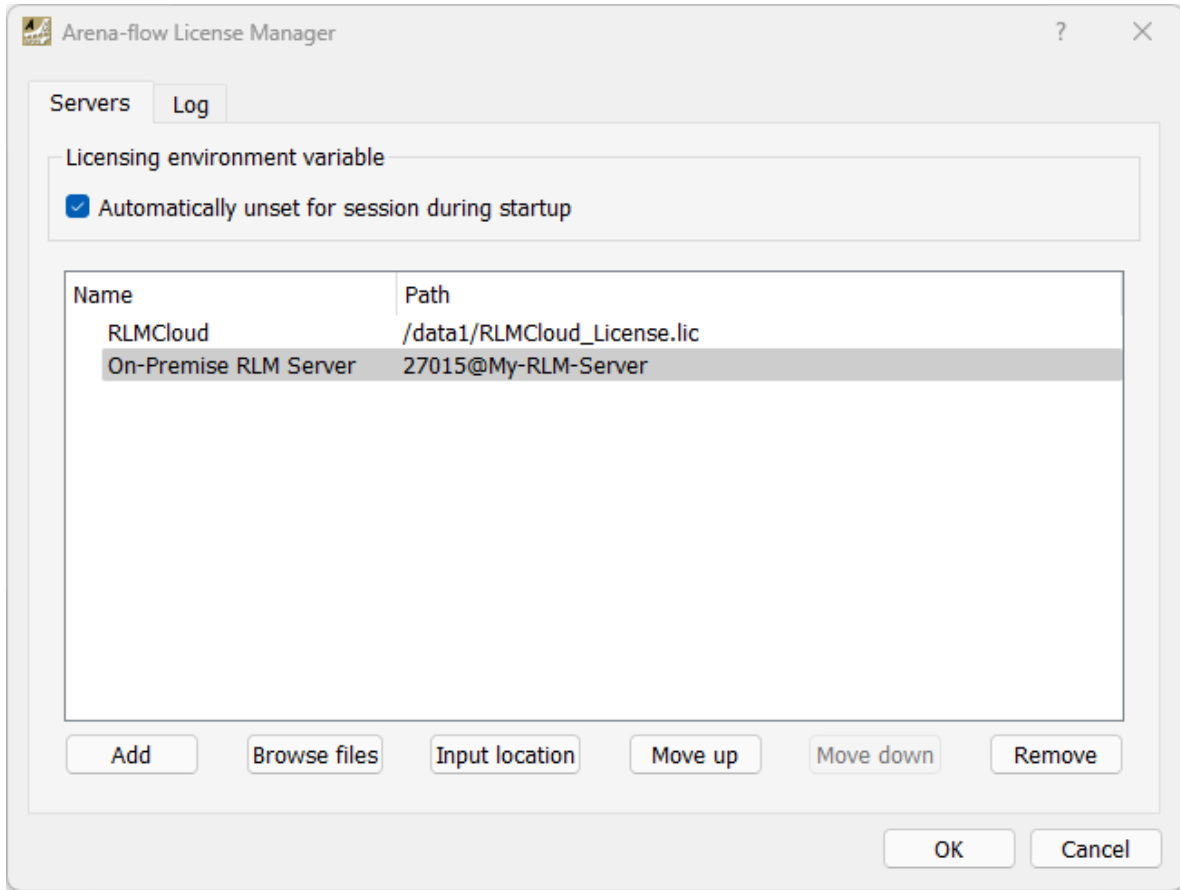 Arena-flow License Manager ?
Servers Log
Licensing environment variable
Automatically unset for session during startup
Name Path
RLMCloud /data1/RLMCloud_License.lic
On-Premise RLM Server 27015@My-RLM-Server
Add Browse files Input location Move up Move down Remove
OK Cancel